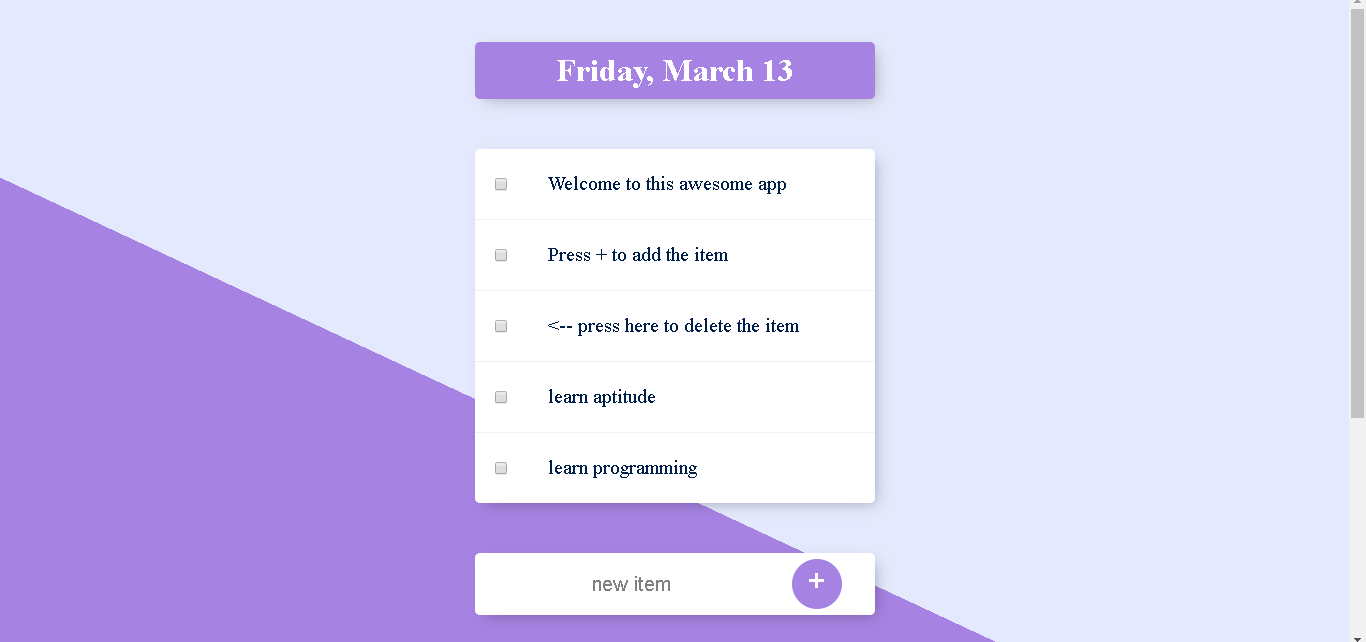 Friday, March 13
Welcome to this awesome app
Press + to add the item
<-- press here to delete the item
learn aptitude
learn programming
new item +